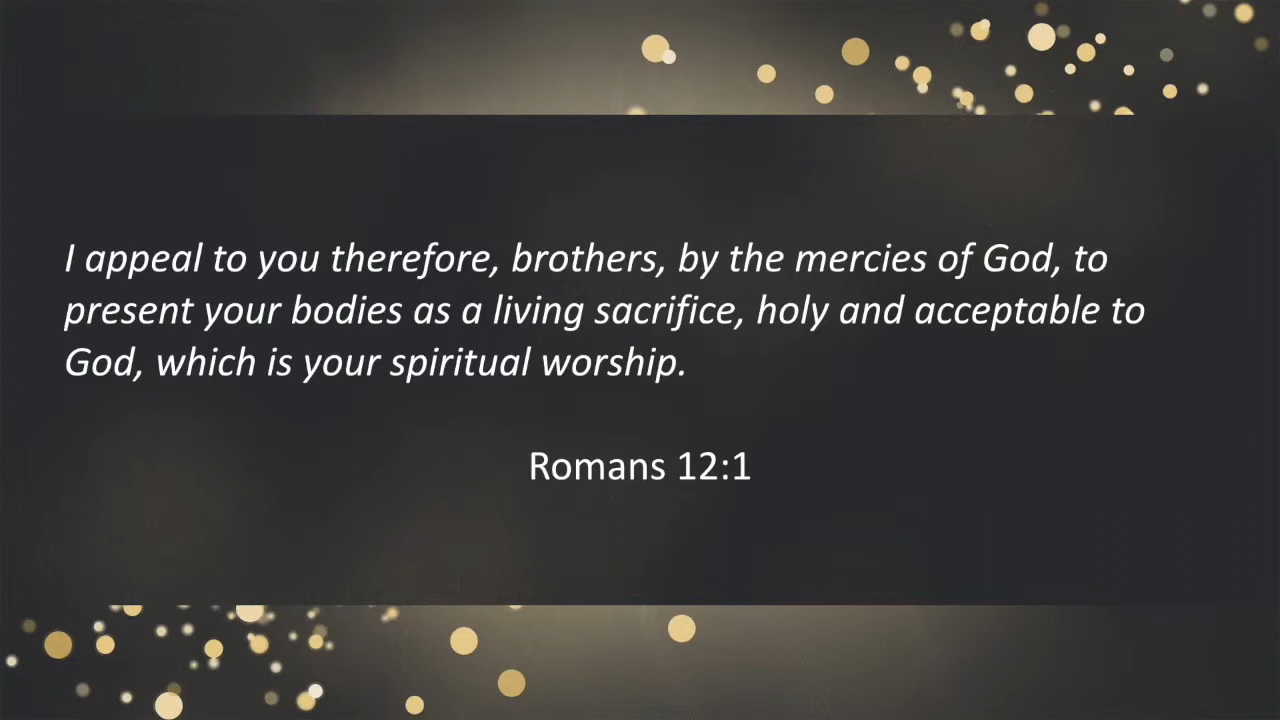 I appeal to you therefore, brothers, by the mercies of God, to
present your bodies as a living sacrifice, holy and acceptable to
God, which is your spiritual worship.
Romans 12:1